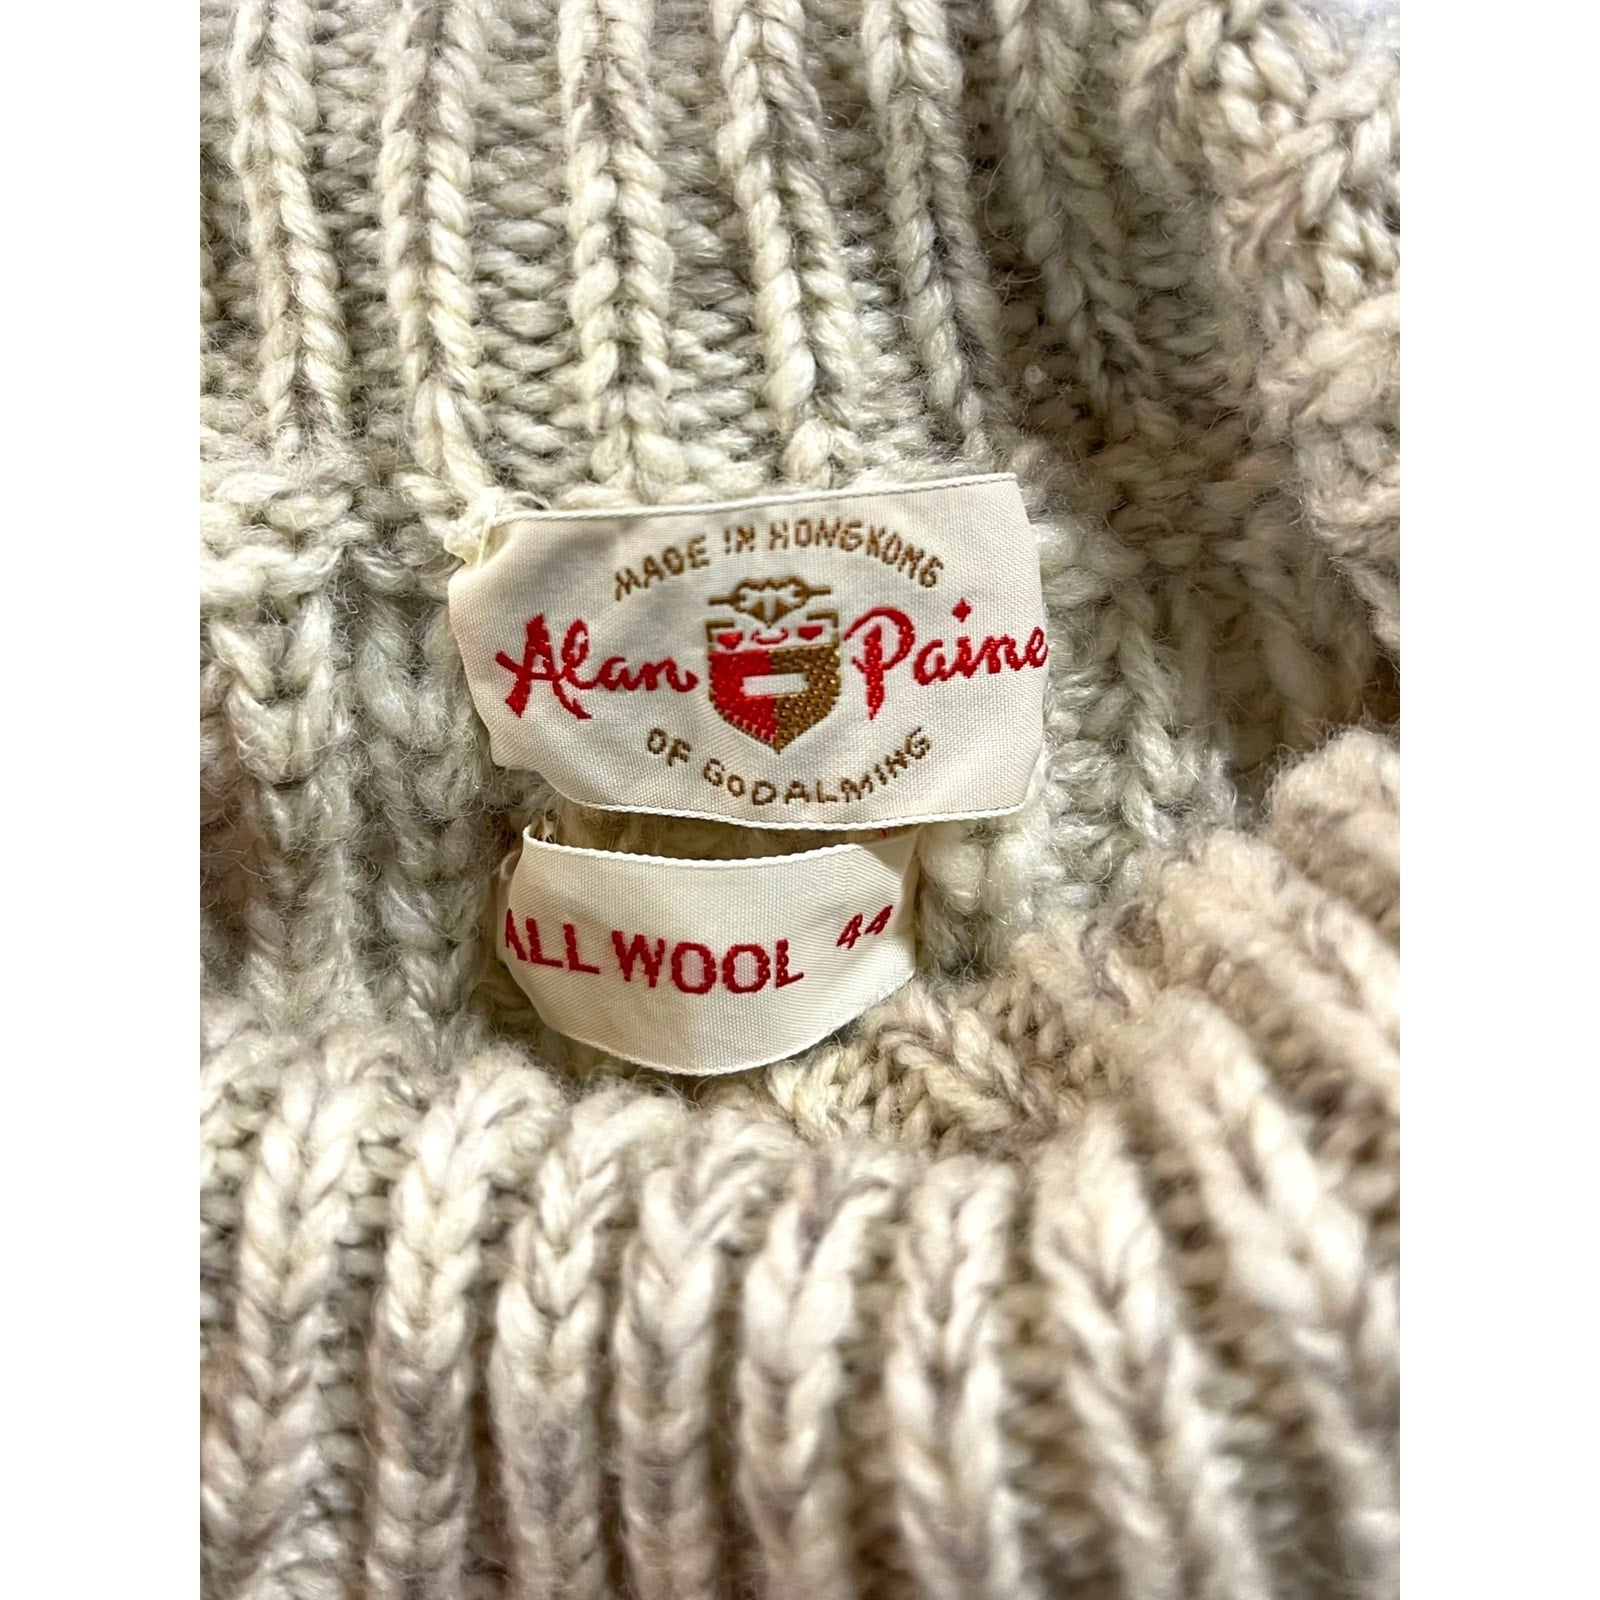 MADE IN HONGKONG
Alan Paine
OF GODALMING
ALL WOOL 44